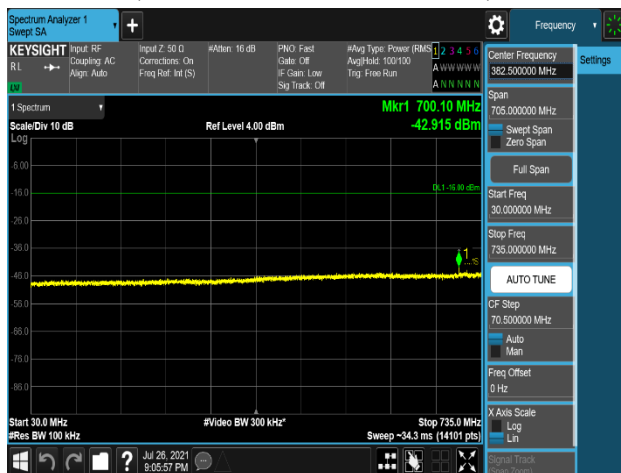 Spectrum Analyzer 1
Swept SA
Frequency
KEYSIGHT
Input: RF
Input Z: 50 Ω
#Atten: 16 dB
PNO: Fast
#Avg Type: Power (RMS
1 2 3 4 5 6
RL
Coupling: AC
Corrections: On
Gate: Off
Avg|Hold: 100/100
A W W W W W
Align: Auto
Freq Ref: Int (S)
IF Gain: Low
Trig: Free Run
Sig Track: Off
A N N N N N
Settings
Center Frequency
382.500000 MHz
Span
705.000000 MHz
Swept Span
Zero Span
Full Span
Start Freq
30.000000 MHz
Stop Freq
735.000000 MHz
AUTO TUNE
CF Step
70.500000 MHz
Auto
Man
Freq Offset
0 Hz
X Axis Scale
Log
Lin
Signal Track
(Span Zoom)
1 Spectrum
Mkr1 700.10 MHz
Scale/Div 10 dB
Ref Level 4.00 dBm
-42.915 dBm
Log
-6.00
-16.0
DL1 -16.90 dBm
-26.0
-36.0
1
-46.0
-56.0
-66.0
-76.0
-86.0
Start 30.0 MHz
#Video BW 300 kHz*
Stop 735.0 MHz
#Res BW 100 kHz
Sweep ~34.3 ms (14101 pts)
?
Jul 26, 2021
9:05:57 PM